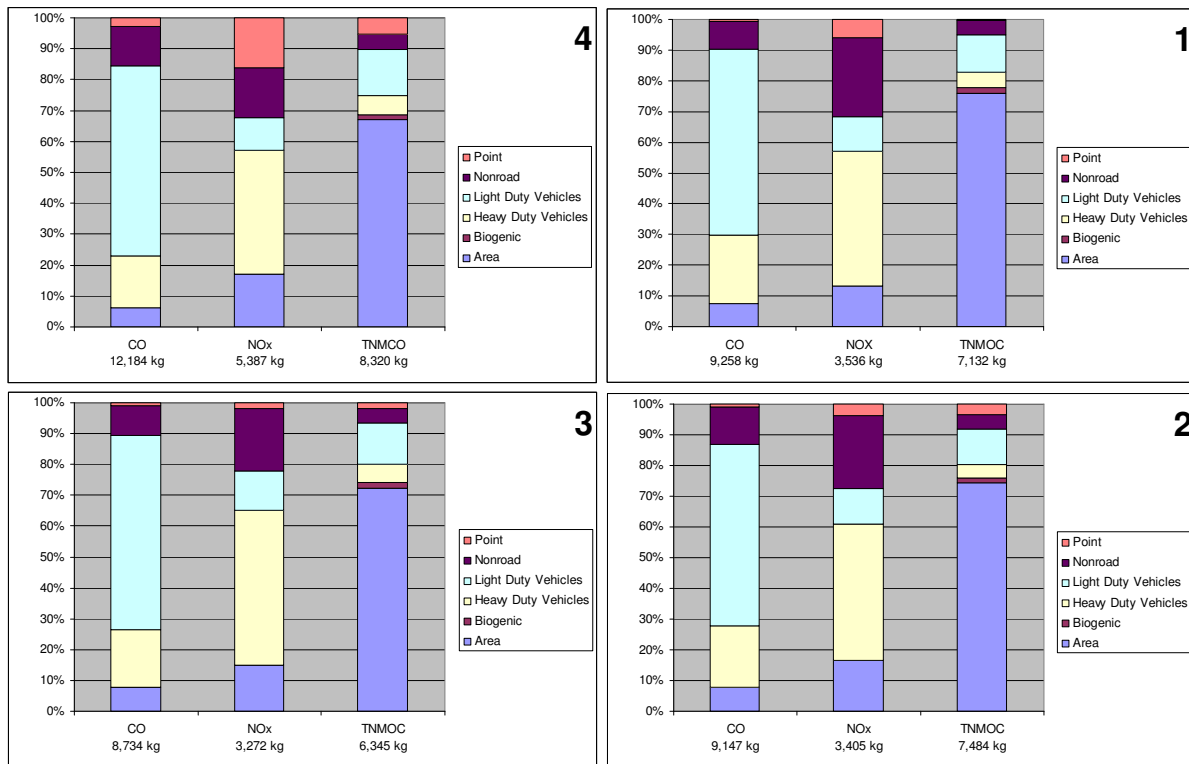 4
100%
90%
80%
70%
60%
50%
40%
30%
20%
10%
0%
CO NOx TNMCO
12,184 kg 5,387 kg 8,320 kg
Point
Nonroad
Light Duty Vehicles
Heavy Duty Vehicles
Biogenic
Area
1
100%
90%
80%
70%
60%
50%
40%
30%
20%
10%
0%
CO NOX TNMOC
9,258 kg 3,536 kg 7,132 kg
Point
Nonroad
Light Duty Vehicles
Heavy Duty Vehicles
Biogenic
Area
3
100%
90%
80%
70%
60%
50%
40%
30%
20%
10%
0%
CO NOx TNMOC
8,734 kg 3,272 kg 6,345 kg
Point
Nonroad
Light Duty Vehicles
Heavy Duty Vehicles
Biogenic
Area
2
100%
90%
80%
70%
60%
50%
40%
30%
20%
10%
0%
CO NOx TNMOC
9,147 kg 3,405 kg 7,484 kg
Point
Nonroad
Light Duty Vehicles
Heavy Duty Vehicles
Biogenic
Area